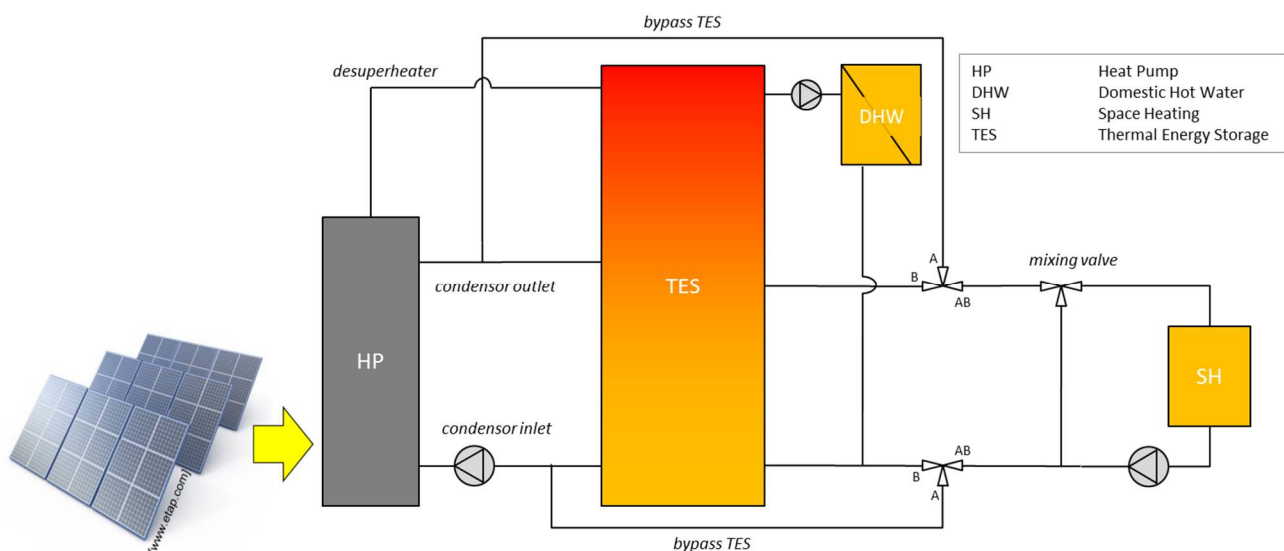 bypass TES
desuperheater
HP Heat Pump
DHW Domestic Hot Water
SH Space Heating
TES Thermal Energy Storage
DHW
A
mixing valve
B
AB
condensor outlet
TES
HP
SH
condensor inlet
AB
B
A
bypass TES
[www.etap.com]